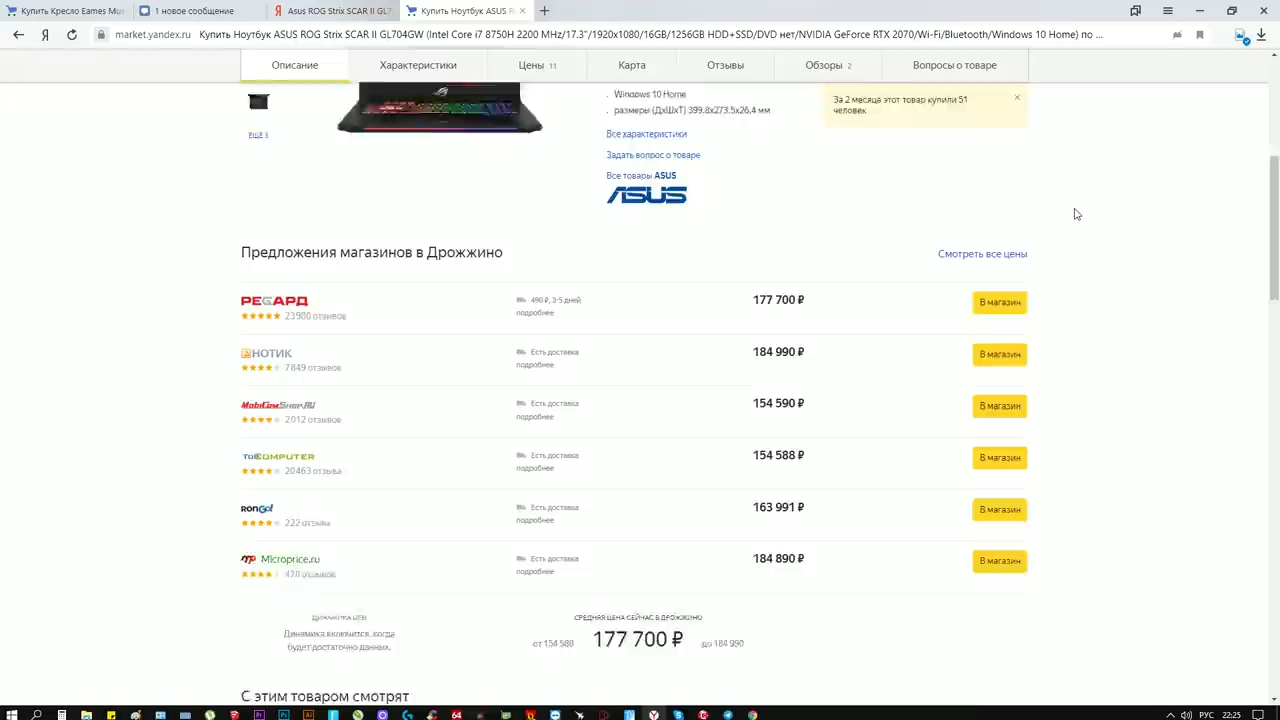 Купить Кресло Eames Mus
1 новое сообщение
Asus ROG Strix SCAR II GL7
Купить Ноутбук ASUS R
market.yandex.ru Купить Ноутбук ASUS ROG Strix SCAR II GL704GW (Intel Core i7 8750H 2200 MHz/17.3"/1920x1080/16GB/1256GB HDD+SSD/DVD нет/NVIDIA GeForce RTX 2070/Wi-Fi/Bluetooth/Windows 10 Home) по ...
Описание Характеристики Цены 11 Карта Отзывы Обзоры 2 Вопросы о товаре
Windows 10 Home
размеры (ДхШхТ) 399.8x273.5x26.4 мм
За 2 месяца этот товар купили 51
человек
ЕЩЕ 3
Все характеристики
Задать вопрос о товаре
Все товары ASUS
ASUS
Предложения магазинов в Дрожжино
Смотреть все цены
РЕГАРД 490 ₽, 3-5 дней, 177 700 ₽ В магазин
23980 отзывов подробнее
НОТИК Есть доставка 184 990 ₽ В магазин
7849 отзывов подробнее
MobilComShop.RU Есть доставка 154 590 ₽ В магазин
2012 отзывов подробнее
COMPUTER Есть доставка 154 588 ₽ В магазин
20463 отзыва подробнее
RONGO! Есть доставка 163 991 ₽ В магазин
222 отзыва подробнее
Microprice.ru Есть доставка 184 890 ₽ В магазин
отзывов подробнее
ДИНАМИКА ЦЕН
Динамика включится, когда
будет достаточно данных.
СРЕДНЯЯ ЦЕНА СЕЙЧАС В ДРОЖЖИНО
от 154 588 177 700 ₽ до 184 990
С этим товаром смотрят
РУС 22:25